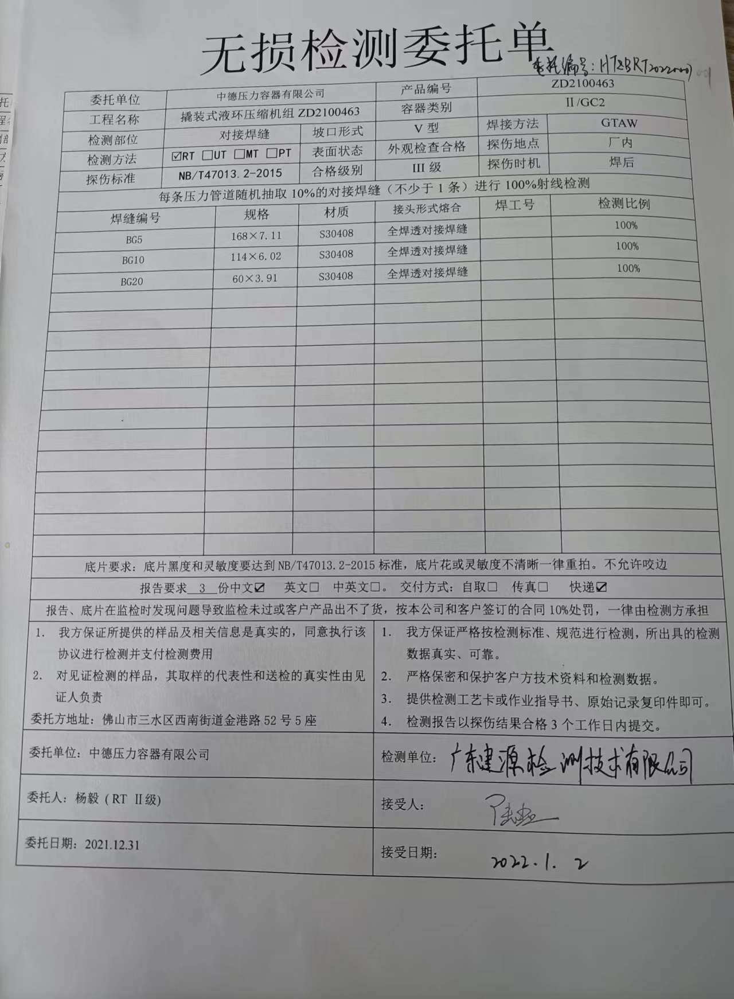 无损检测委托单
委托编号：
委托单位 中德压力容器有限公司 产品编号 ZD2100463
工程名称 撬装式液环压缩机组 ZD2100463 容器类别 Ⅱ/GC2
检测部位 对接焊缝 坡口形式 V 型 焊接方法 GTAW
检测方法 ☑RT □UT □MT □PT 表面状态 外观检查合格 探伤地点 厂内
探伤标准 NB/T47013.2-2015 合格级别 III 级 探伤时机 焊后
每条压力管道随机抽取 10%的对接焊缝（不少于 1 条）进行 100%射线检测
焊缝编号 规格 材质 接头形式熔合 焊工号 检测比例
BG5 168×7.11 S30408 全焊透对接焊缝 100%
BG10 114×6.02 S30408 全焊透对接焊缝 100%
BG20 60×3.91 S30408 全焊透对接焊缝 100%
底片要求：底片黑度和灵敏度要达到 NB/T47013.2-2015 标准，底片花或灵敏度不清晰一律重拍。不允许咬边
报告要求 3 份中文☑ 英文□ 中英文□。 交付方式：自取□ 传真□ 快递☑
报告、底片在监检时发现问题导致监检未过或客户产品出不了货，按本公司和客户签订的合同 10%处罚，一律由检测方承担
1. 我方保证所提供的样品及相关信息是真实的，同意执行该
协议进行检测并支付检测费用
2. 对见证检测的样品，其取样的代表性和送检的真实性由见
证人负责
委托方地址：佛山市三水区西南街道金港路 52 号 5 座
1. 我方保证严格按检测标准、规范进行检测，所出具的检测
数据真实、可靠。
2. 严格保密和保护客户方技术资料和检测数据。
3. 提供检测工艺卡或作业指导书、原始记录复印件即可。
4. 检测报告以探伤结果合格 3 个工作日内提交。
委托单位：中德压力容器有限公司
检测单位：广东建源检测技术有限公司
委托人：杨毅（RT Ⅱ级)
接受人：
委托日期：2021.12.31
接受日期：2022.1.2